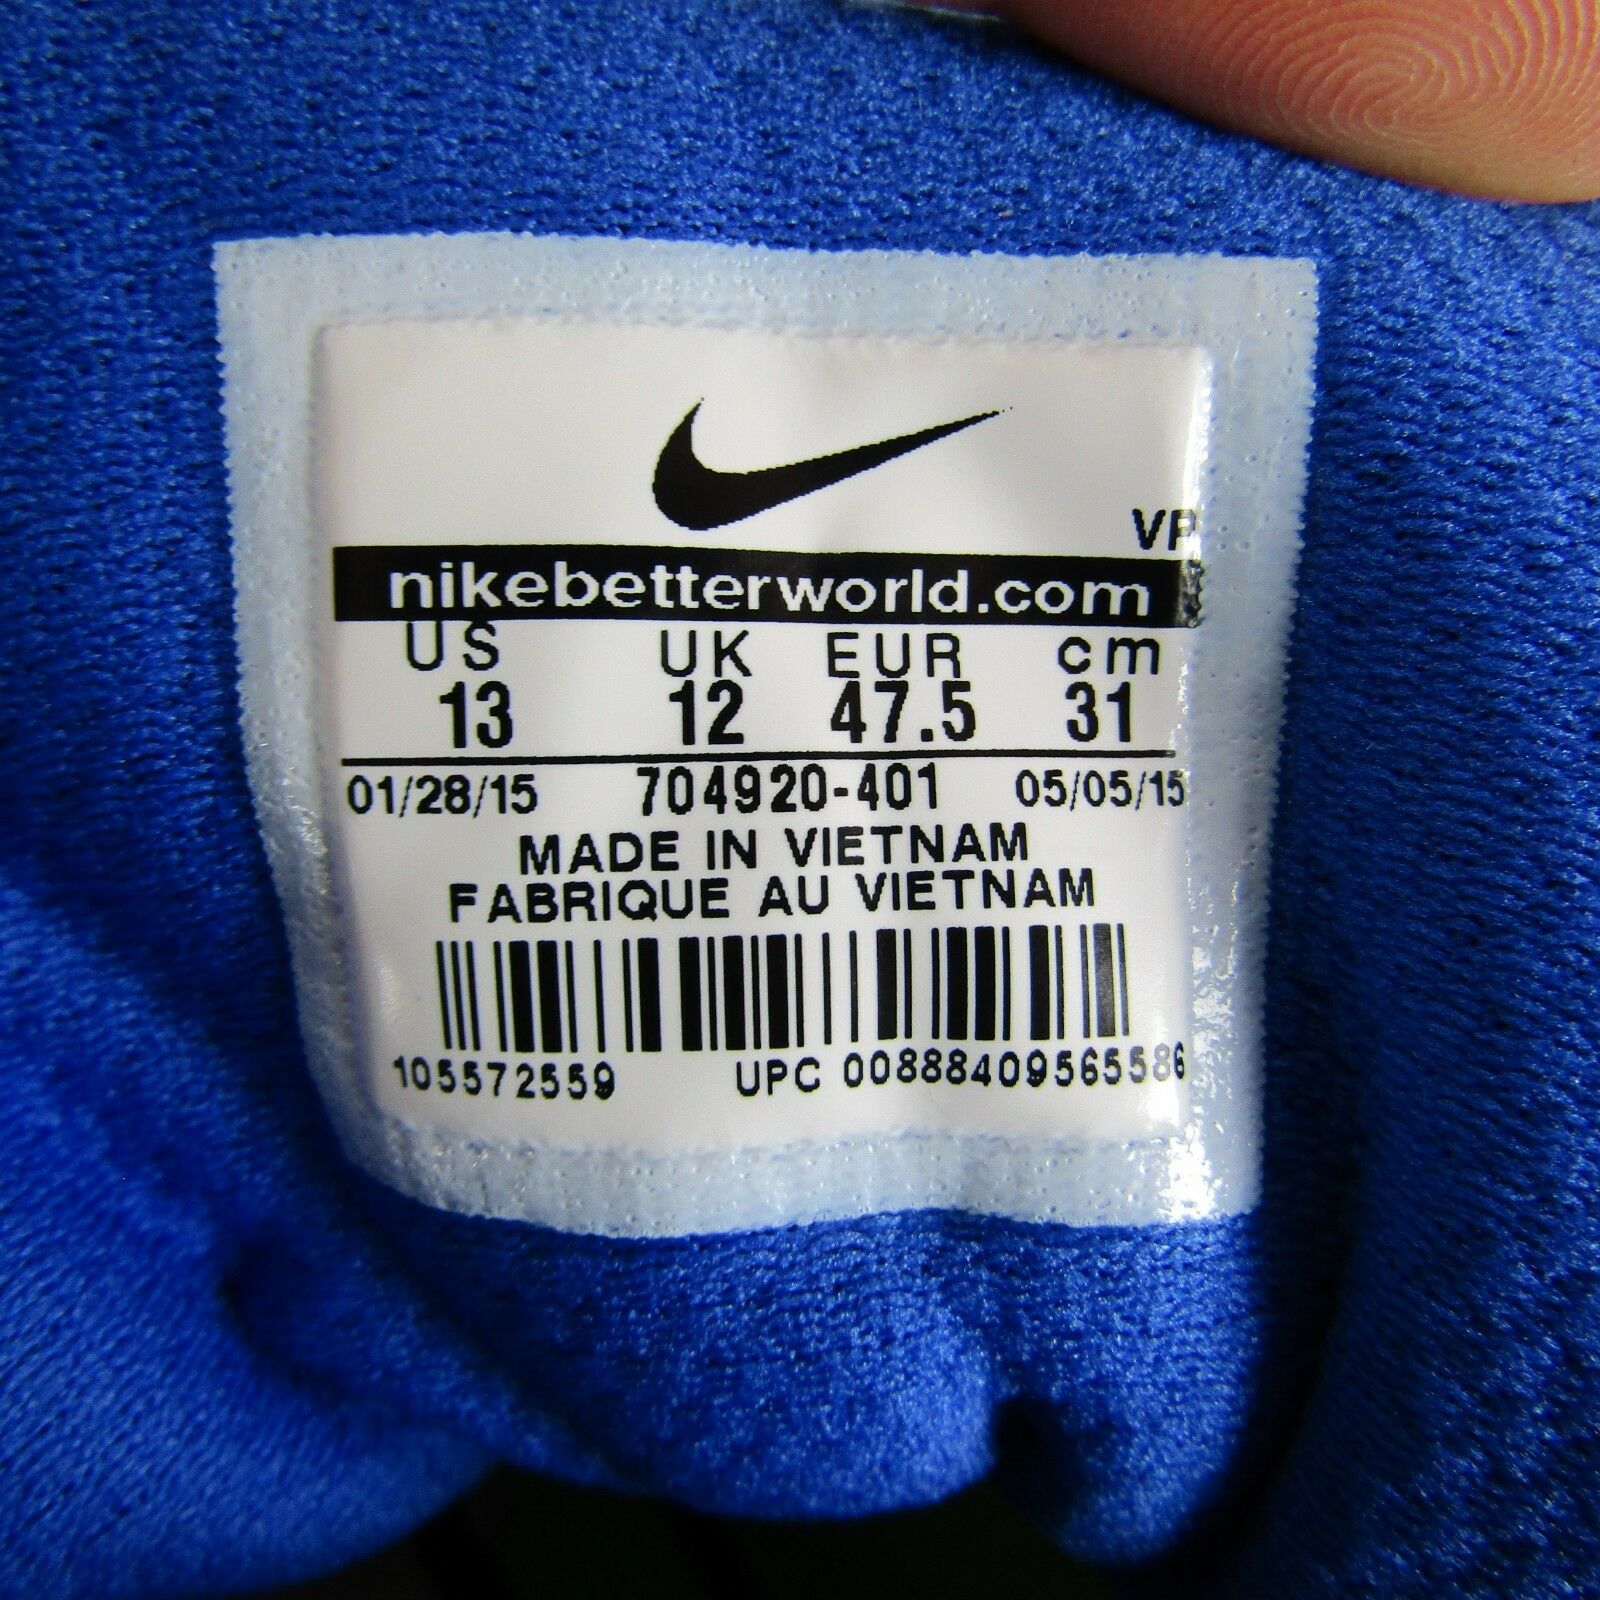 VP
nikebetterworld.com
US UK EUR cm
13 12 47.5 31
01/28/15 704920-401 05/05/15
MADE IN VIETNAM
FABRIQUE AU VIETNAM
105572559 UPC 00888409565586